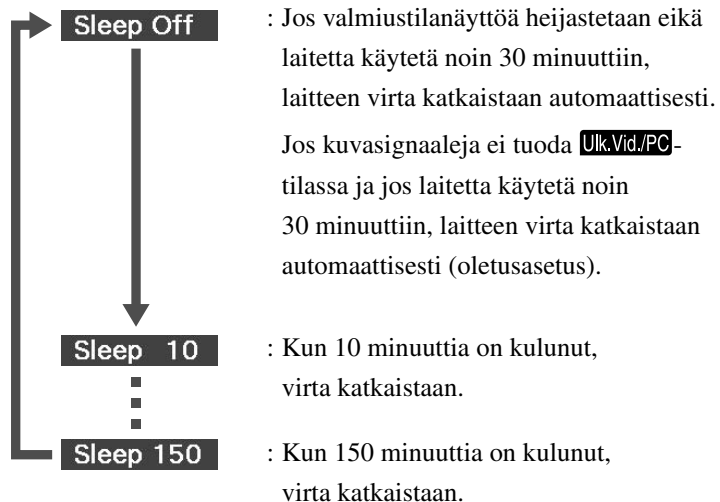 Sleep Off
: Jos valmiustilanäyttöä heijastetaan eikä
laitetta käytetä noin 30 minuuttiin,
laitteen virta katkaistaan automaattisesti.
Jos kuvasignaaleja ei tuoda Ulk.Vid./PC-
tilassa ja jos laitetta käytetä noin
30 minuuttiin, laitteen virta katkaistaan
automaattisesti (oletusasetus).
Sleep 10
: Kun 10 minuuttia on kulunut,
virta katkaistaan.
Sleep 150
: Kun 150 minuuttia on kulunut,
virta katkaistaan.